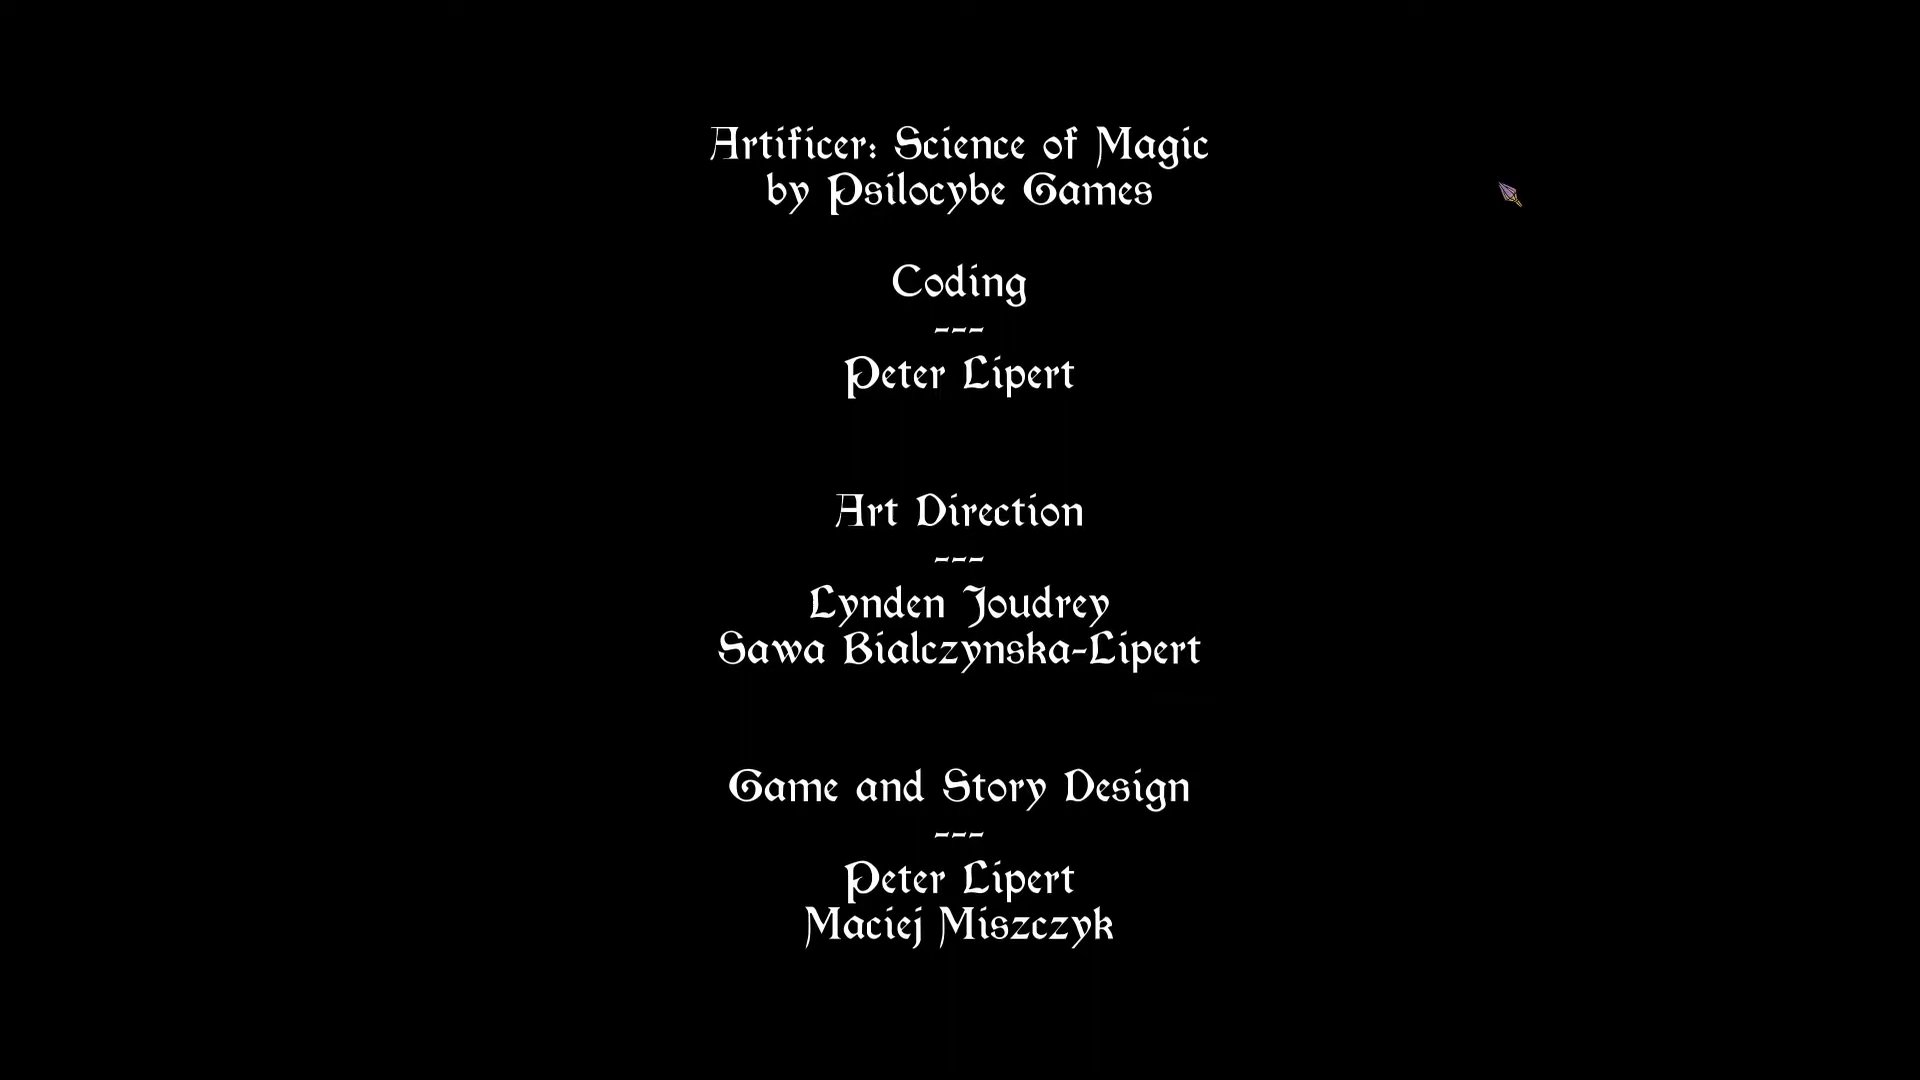 Artificer: Science of Magic
by Psilocybe Games
Coding
---
Peter Lipert
Art Direction
---
Lynden Joudrey
Sawa Bialczynska-Lipert
Game and Story Design
---
Peter Lipert
Maciej Miszczyk